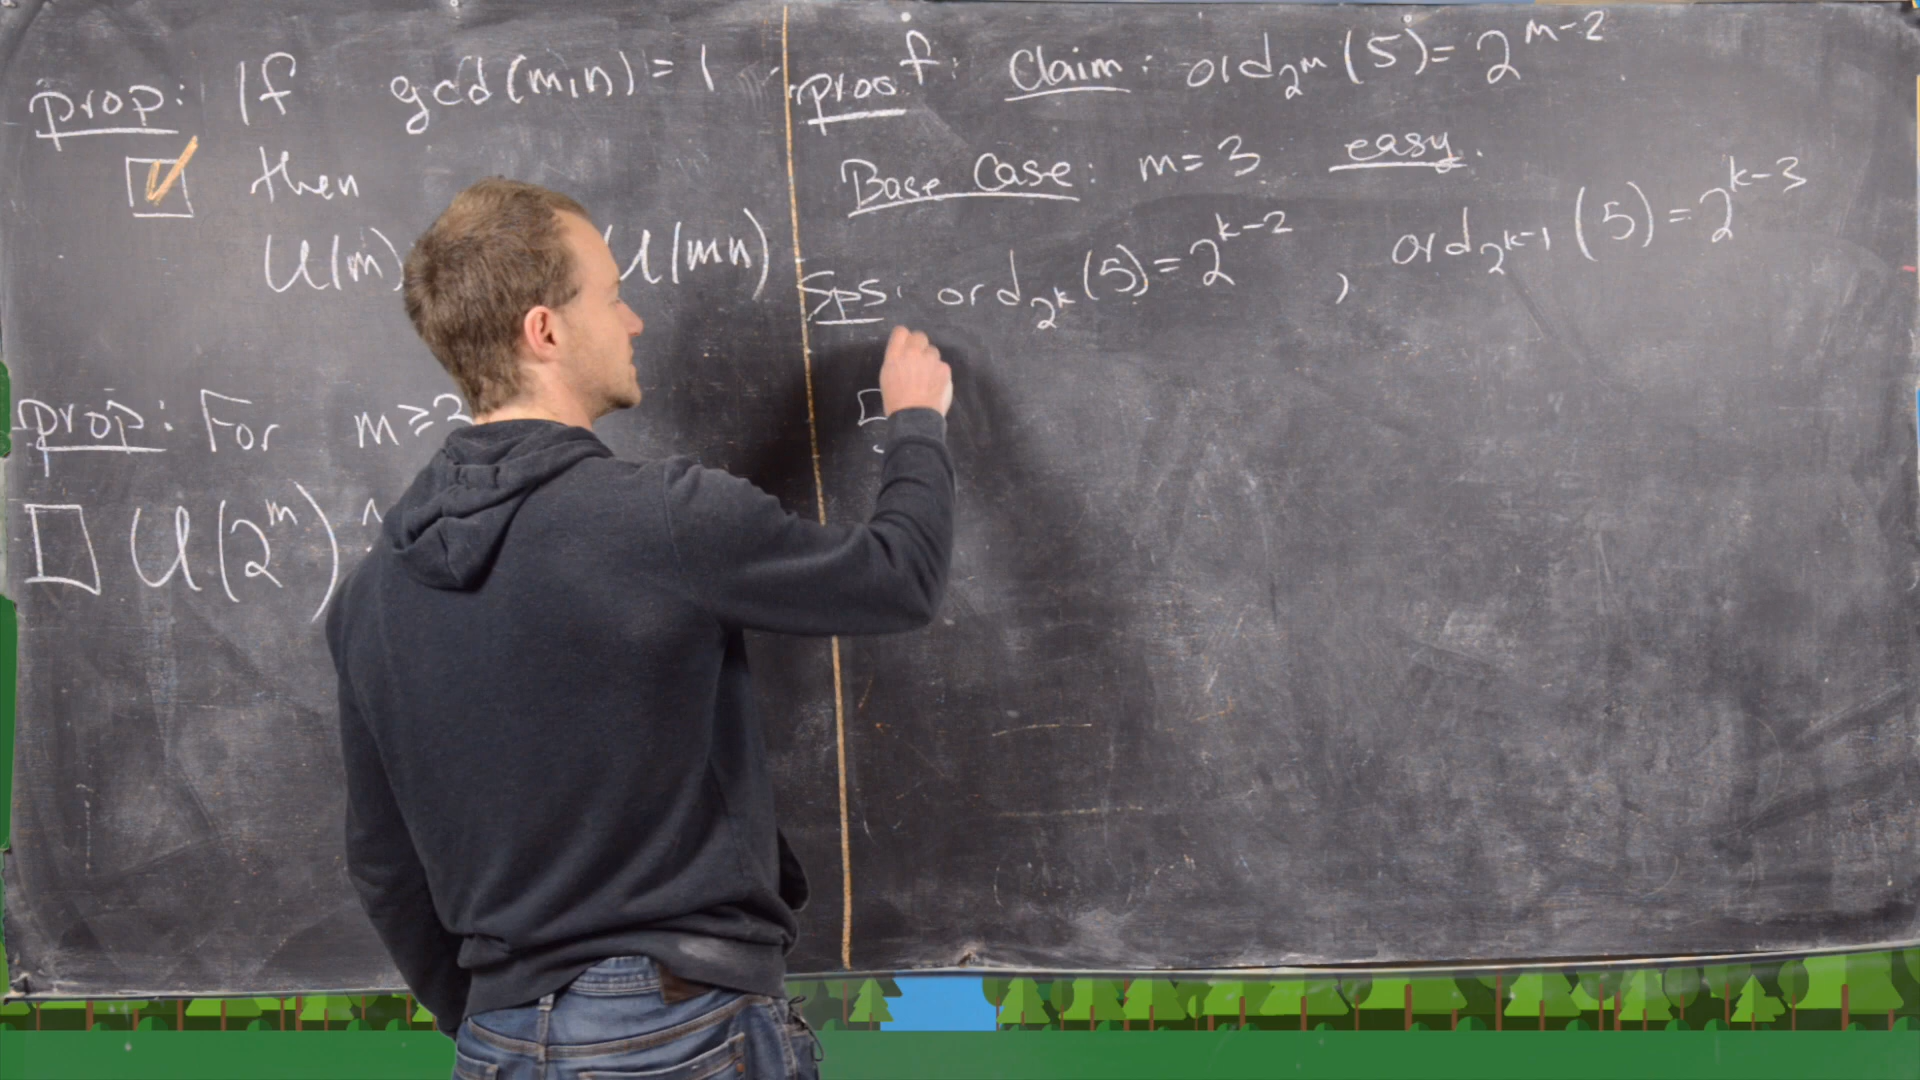 prop: If gcd(m,n) = 1
then
U(m) U(mn)
prop: For m ≥
U(2^m)
proof: Claim: ord_{2^m}(5) = 2^{m-2}
Base Case: m = 3 easy.
Sps: ord_{2^k}(5) = 2^{k-2}, ord_{2^{k-1}}(5) = 2^{k-3}